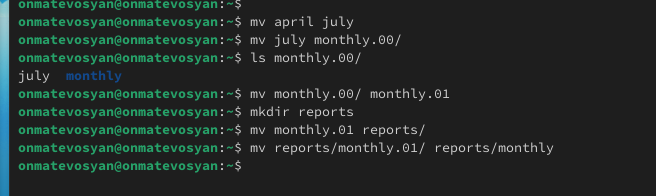 onmatevosyan@onmatevosyan:~$
onmatevosyan@onmatevosyan:~$ mv april july
onmatevosyan@onmatevosyan:~$ mv july monthly.00/
onmatevosyan@onmatevosyan:~$ ls monthly.00/
july  monthly
onmatevosyan@onmatevosyan:~$ mv monthly.00/ monthly.01
onmatevosyan@onmatevosyan:~$ mkdir reports
onmatevosyan@onmatevosyan:~$ mv monthly.01 reports/
onmatevosyan@onmatevosyan:~$ mv reports/monthly.01/ reports/monthly
onmatevosyan@onmatevosyan:~$